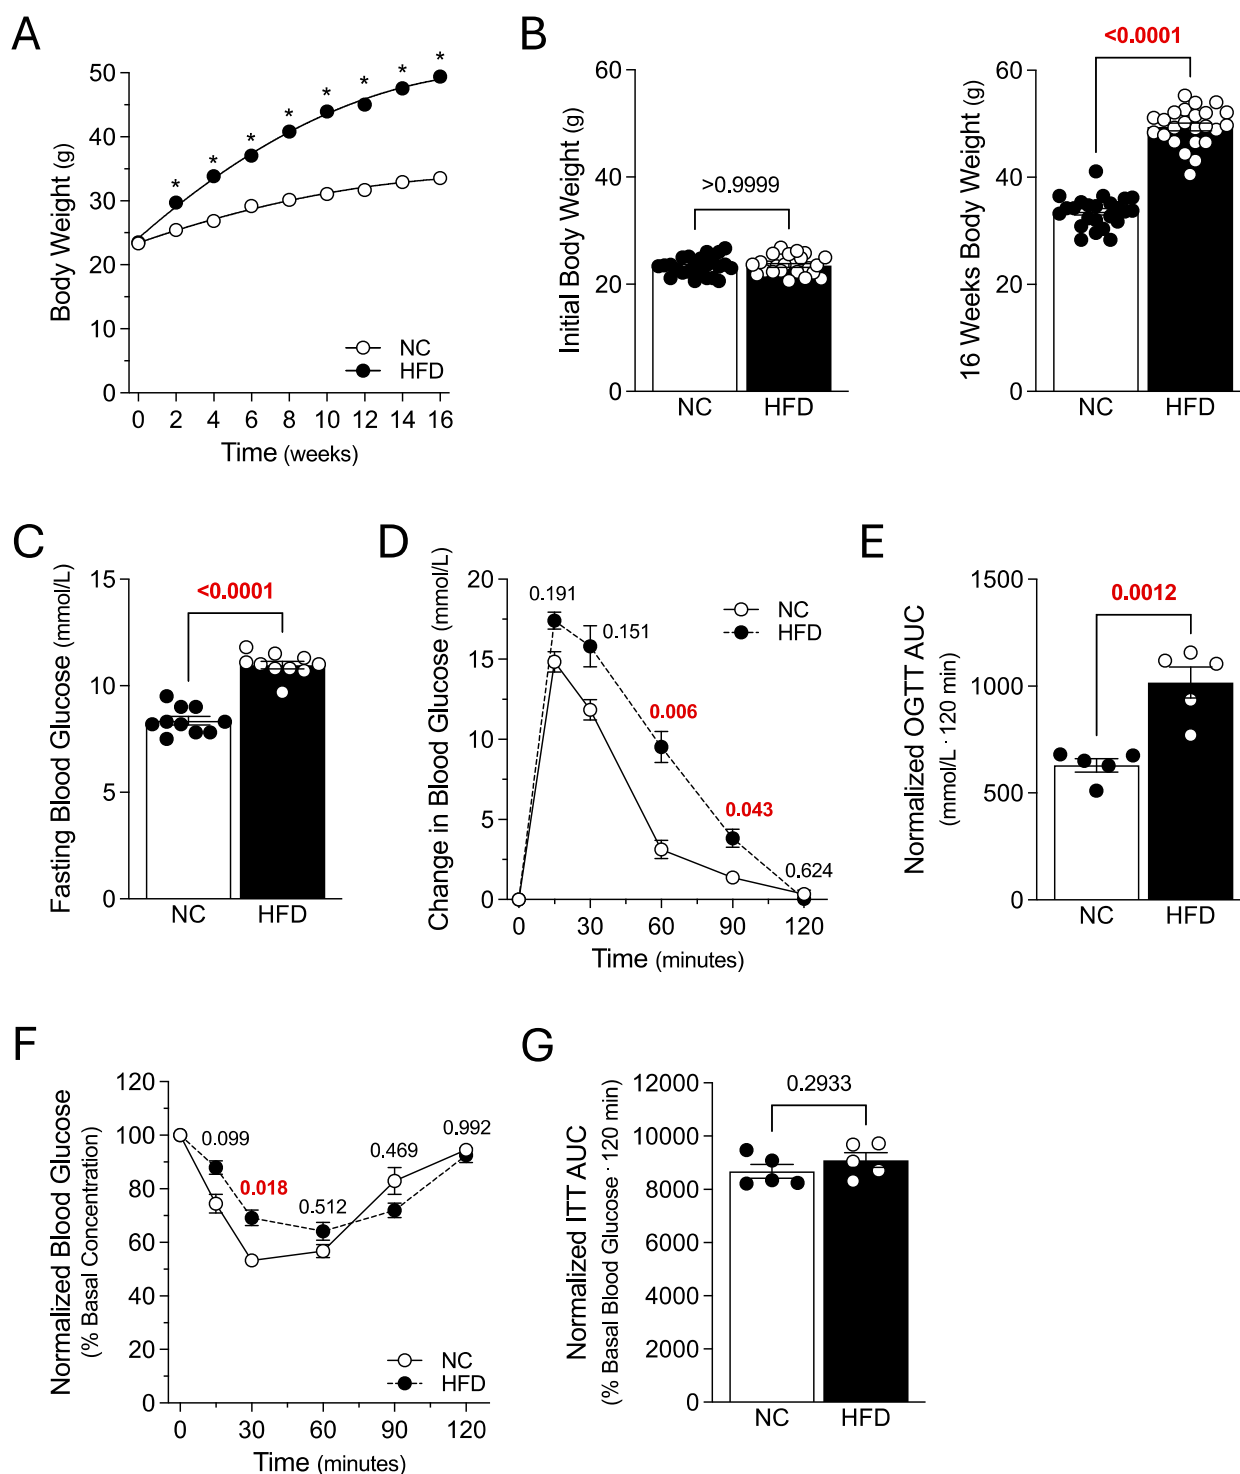 A
Body Weight (g)
50
40
30
20
10
0
* * * * * * * *
NC
HFD
0 2 4 6 8 10 12 14 16
Time (weeks)
B
Initial Body Weight (g)
60
40
20
0
>0.9999
NC HFD
16 Weeks Body Weight (g)
60
40
20
0
<0.0001
NC HFD
C
Fasting Blood Glucose (mmol/L)
15
10
5
0
<0.0001
NC HFD
D
Change in Blood Glucose (mmol/L)
20
15
10
5
0
0.191
0.151
0.006
0.043
0.624
NC
HFD
0 30 60 90 120
Time (minutes)
E
Normalized OGTT AUC
(mmol/L · 120 min)
1500
1000
500
0
0.0012
NC HFD
F
Normalized Blood Glucose
(% Basal Concentration)
120
100
80
60
40
20
0
0.099
0.018
0.512
0.469
0.992
NC
HFD
0 30 60 90 120
Time (minutes)
G
Normalized ITT AUC
(% Basal Blood Glucose · 120 min)
12000
10000
8000
6000
4000
2000
0
0.2933
NC HFD